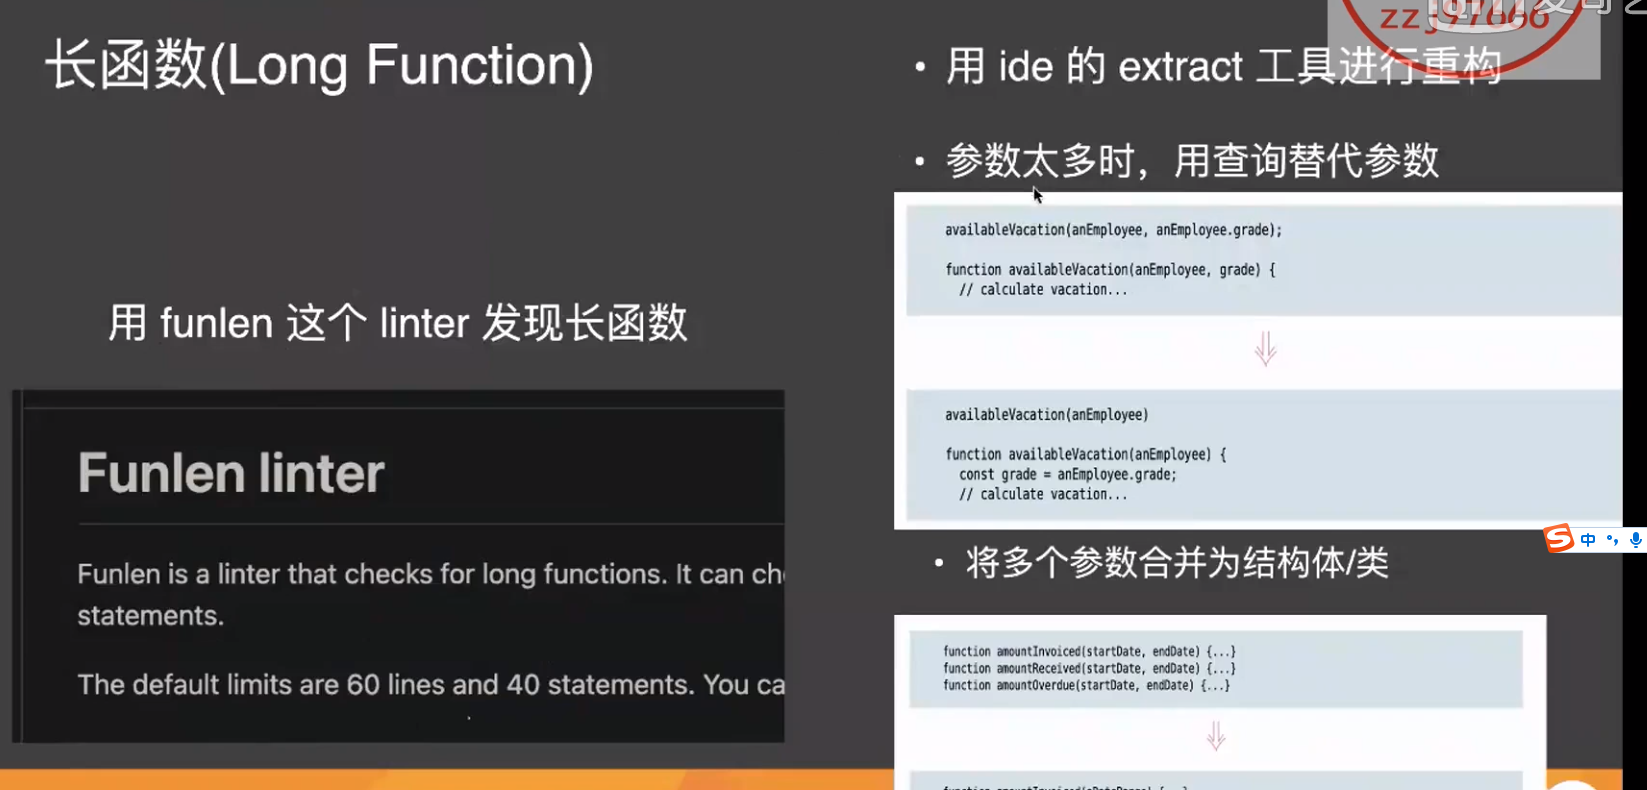 长函数(Long Function)
用 funlen 这个 linter 发现长函数
Funlen linter
Funlen is a linter that checks for long functions. It can
statements.
The default limits are 60 lines and 40 statements. You
• 用 ide 的 extract 工具进行重构
• 参数太多时，用查询替代参数
availableVacation(anEmployee, anEmployee.grade);
function availableVacation(anEmployee, grade) {
// calculate vacation...
availableVacation(anEmployee)
function availableVacation(anEmployee) {
const grade = anEmployee.grade;
// calculate vacation...
• 将多个参数合并为结构体/类
function amountInvoiced(startDate, endDate) {...}
function amountReceived(startDate, endDate) {...}
function amountOverdue(startDate, endDate) {...}
中